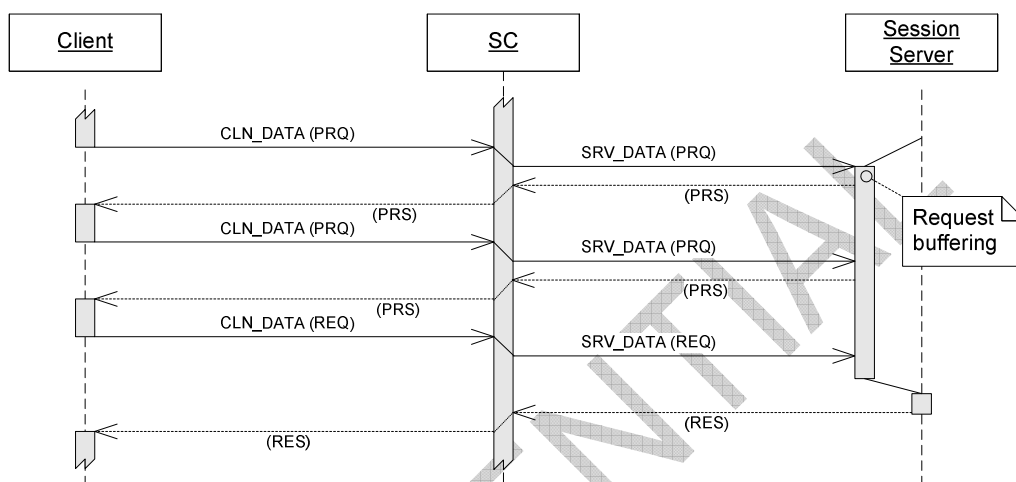 Client
SC
Session
Server
CLN_DATA (PRQ)
SRV_DATA (PRQ)
(PRS)
(PRS)
Request
buffering
CLN_DATA (PRQ)
SRV_DATA (PRQ)
(PRS)
(PRS)
CLN_DATA (REQ)
SRV_DATA (REQ)
(RES)
(RES)
ENTIAL